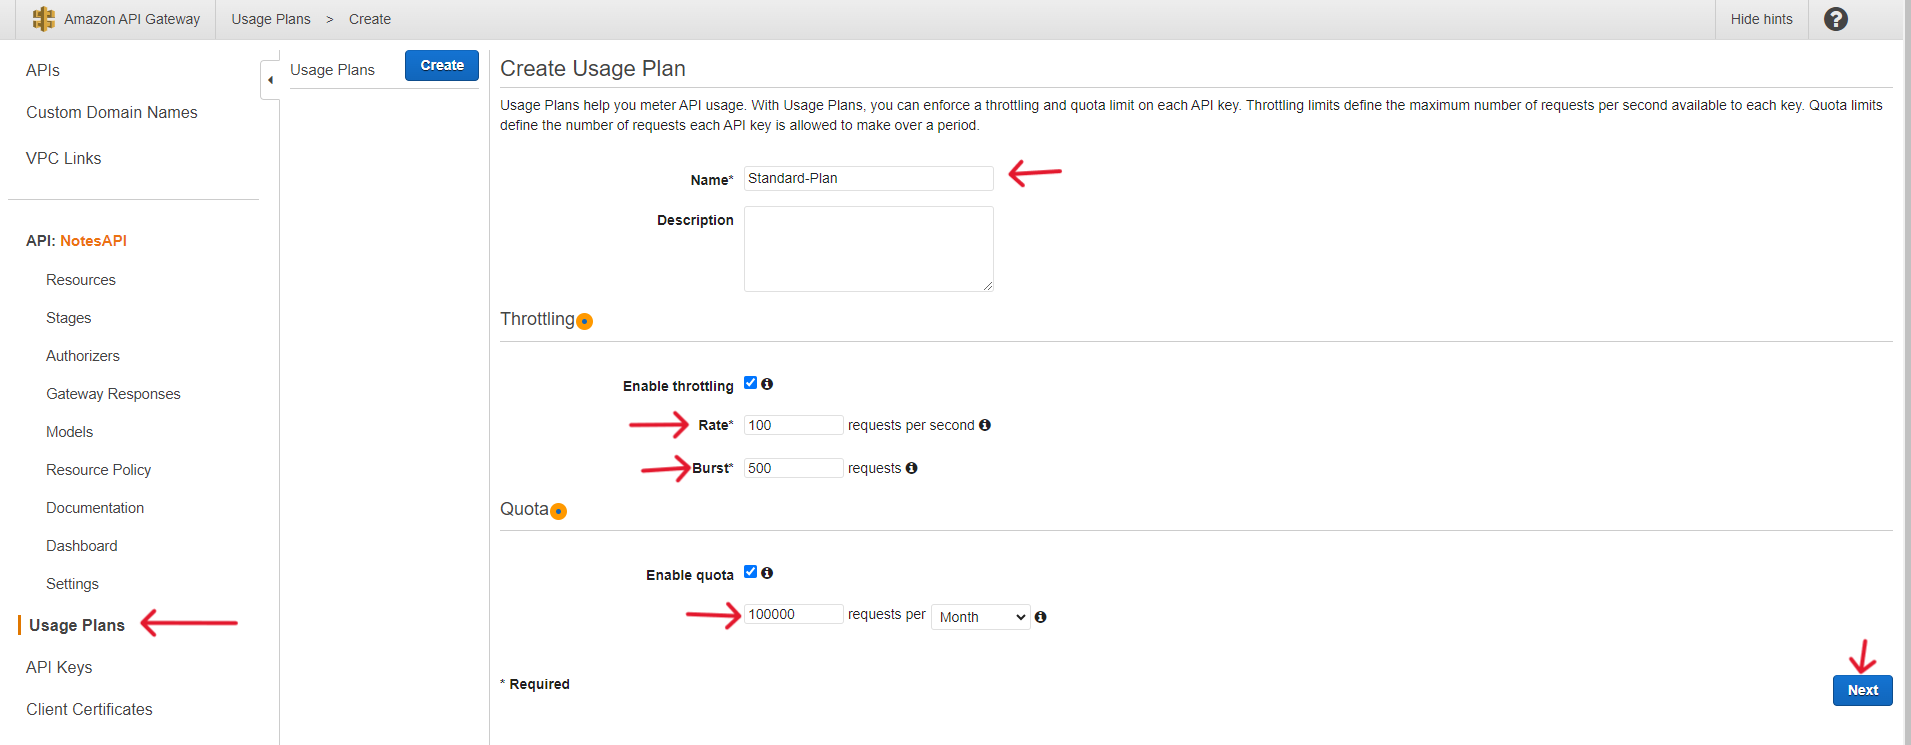 Amazon API Gateway
Usage Plans > Create
Hide hints
?
APIs
Custom Domain Names
VPC Links
API: NotesAPI
Resources
Stages
Authorizers
Gateway Responses
Models
Resource Policy
Documentation
Dashboard
Settings
Usage Plans
API Keys
Client Certificates
Usage Plans
Create
Create Usage Plan
Usage Plans help you meter API usage. With Usage Plans, you can enforce a throttling and quota limit on each API key. Throttling limits define the maximum number of requests per second available to each key. Quota limits
define the number of requests each API key is allowed to make over a period.
Name* Standard-Plan
Description
Throttling
Enable throttling
Rate* 100 requests per second
Burst* 500 requests
Quota
Enable quota
100000 requests per Month
* Required
Next